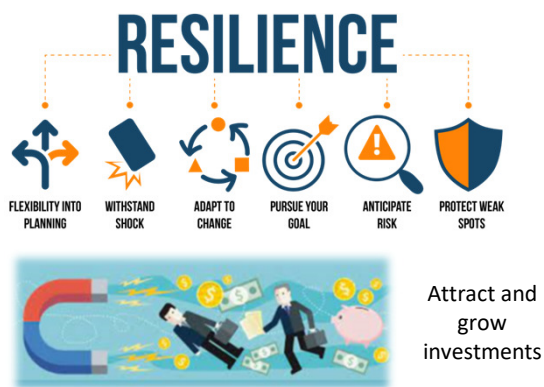 RESILIENCE
FLEXIBILITY INTO
PLANNING
WITHSTAND
SHOCK
ADAPT TO
CHANGE
PURSUE YOUR
GOAL
ANTICIPATE
RISK
PROTECT WEAK
SPOTS
Attract and
grow
investments